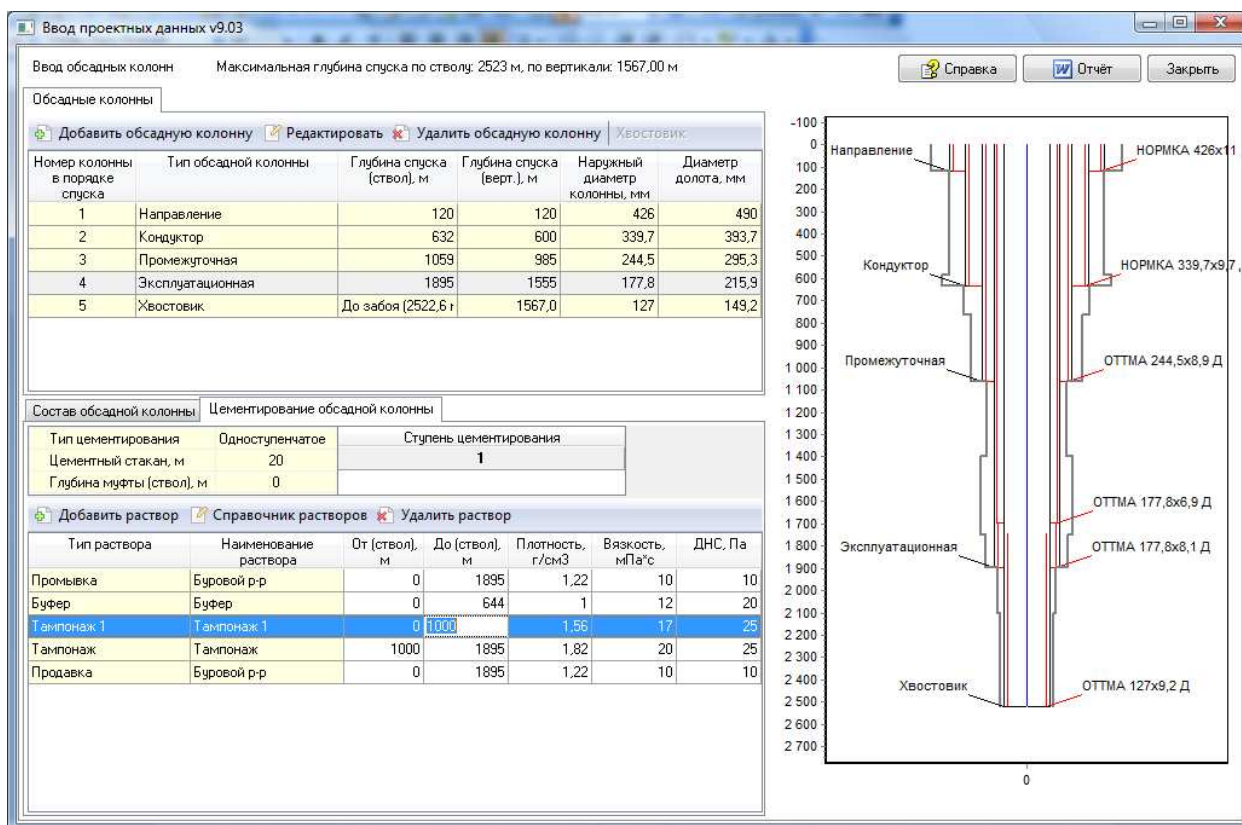 Ввод проектных данных v9.03
Ввод обсадных колонн Максимальная глубина спуска по стволу: 2523 м, по вертикали: 1567,00 м
Справка Отчёт Закрыть
Обсадные колонны
Добавить обсадную колонну Редактировать Удалить обсадную колонну Хвостовик
Номер колонны в порядке спуска Тип обсадной колонны Глубина спуска (ствол), м Глубина спуска (верт.), м Наружный диаметр колонны, мм Диаметр долота, мм
1 Направление 120 120 426 490
2 Кондуктор 632 600 339,7 393,7
3 Промежуточная 1059 985 244,5 295,3
4 Эксплуатационная 1895 1555 177,8 215,9
5 Хвостовик До забоя (2522,6 г 1567,0 127 149,2
Состав обсадной колонны Цементирование обсадной колонны
Тип цементирования Одноступенчатое Ступень цементирования
Цементный стакан, м 20 1
Глубина муфты (ствол), м 0
Добавить раствор Справочник растворов Удалить раствор
Тип раствора Наименование раствора От (ствол), м До (ствол), м Плотность, г/см3 Вязкость, мПа*с ДНС, Па
Промывка Буровой р-р 0 1895 1,22 10 10
Буфер Буфер 0 644 1 12 20
Тампонаж 1 Тампонаж 1 0 1000 1,56 17 25
Тампонаж Тампонаж 1000 1895 1,82 20 25
Продавка Буровой р-р 0 1895 1,22 10 10
-100
0
Направление НОРМКА 426х11
100
200
300
400
500
Кондуктор НОРМКА 339,7х9,7
600
700
800
900
Промежуточная ОТТМА 244,5х8,9 Д
1 000
1 100
1 200
1 300
1 400
1 500
1 600
ОТТМА 177,8х6,9 Д
1 700
1 800
Эксплуатационная ОТТМА 177,8х8,1 Д
1 900
2 000
2 100
2 200
2 300
2 400
Хвостовик ОТТМА 127х9,2 Д
2 500
2 600
2 700
0